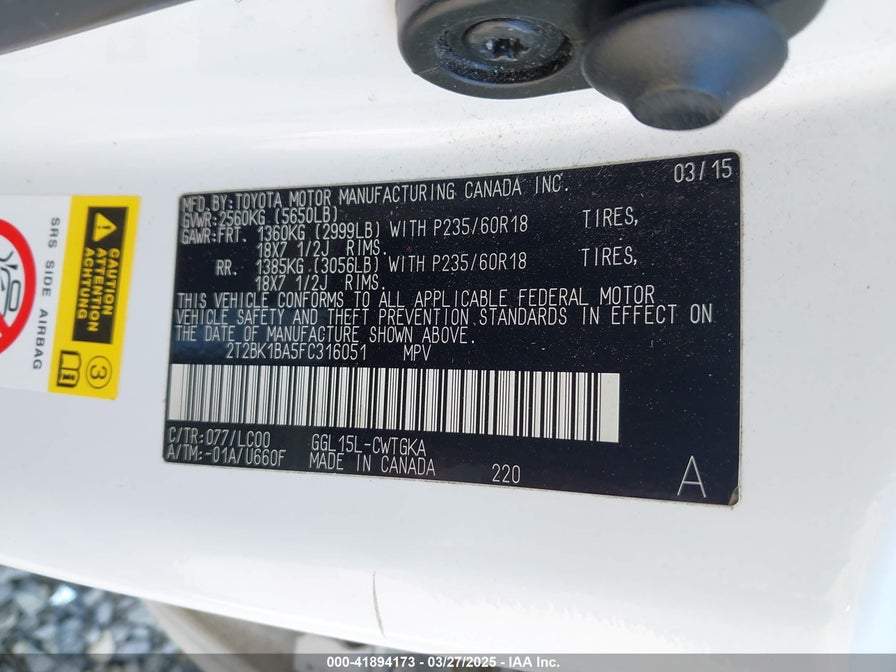 MFD.BY:TOYOTA MOTOR MANUFACTURING CANADA INC. 03/15
GVWR:2560KG (5650LB)
GAWR:FRT. 1360KG (2999LB) WITH P235/60R18 TIRES,
18X7 1/2J RIMS.
RR. 1385KG (3056LB) WITH P235/60R18 TIRES,
18X7 1/2J RIMS.
THIS VEHICLE CONFORMS TO ALL APPLICABLE FEDERAL MOTOR
VEHICLE SAFETY AND THEFT PREVENTION STANDARDS IN EFFECT ON
THE DATE OF MANUFACTURE SHOWN ABOVE.
2T2BK1BA5FC316051 MPV
C/TR:077/LC00 GGL15L-CWTGKA
A/TM:-01A/U660F MADE IN CANADA 220 A
SRS SIDE AIRBAG
CAUTION
ATTENTION
ACHTUNG
3
000-41894173 - 03/27/2025 - IAA Inc.